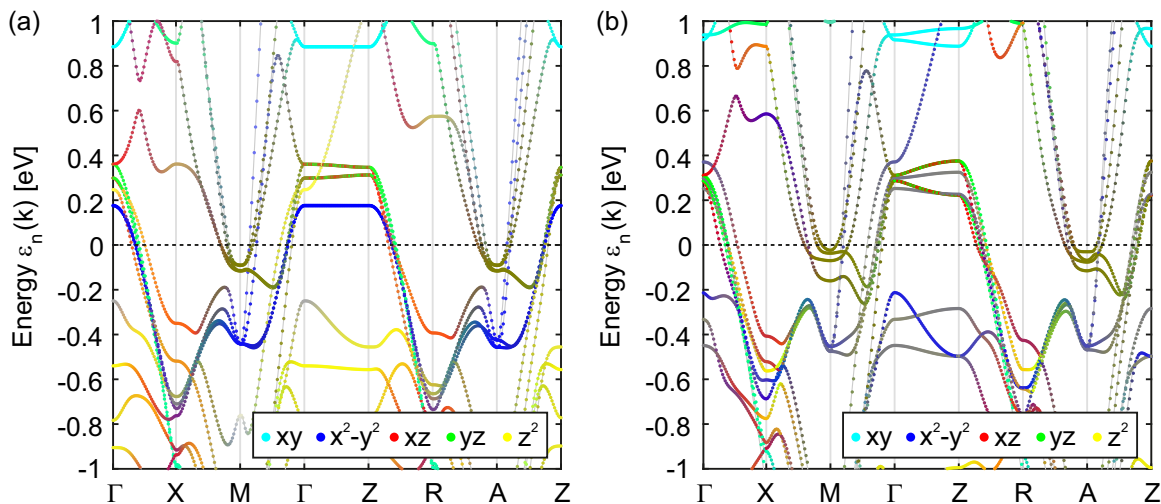 (a)
Energy εn(k) [eV]
1
0.8
0.6
0.4
0.2
0
-0.2
-0.4
-0.6
-0.8
-1
Γ X M Γ Z R A Z
xy x²-y² xz yz z²
(b)
Energy εn(k) [eV]
1
0.8
0.6
0.4
0.2
0
-0.2
-0.4
-0.6
-0.8
-1
Γ X M Γ Z R A Z
xy x²-y² xz yz z²